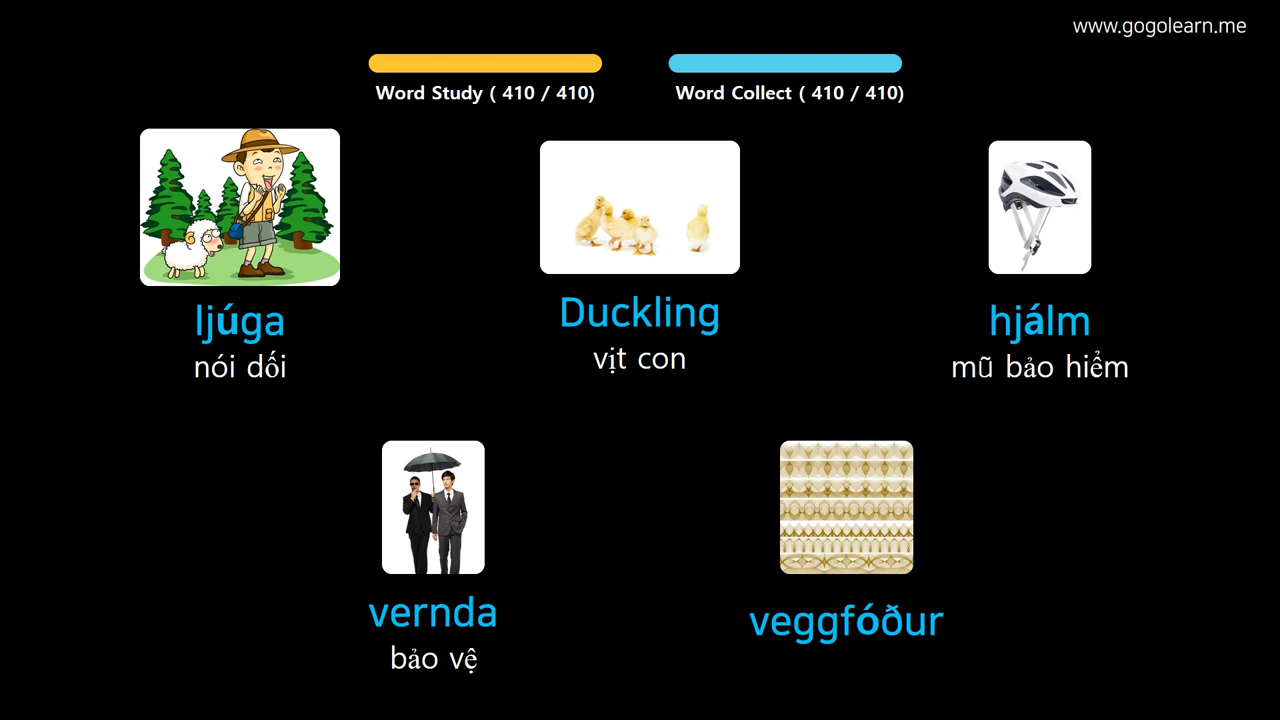 www.gogolearn.me
Word Study ( 410 / 410)
Word Collect ( 410 / 410)
ljúga
nói dối
Duckling
vịt con
hjálm
mũ bảo hiểm
vernda
bảo vệ
veggfóður